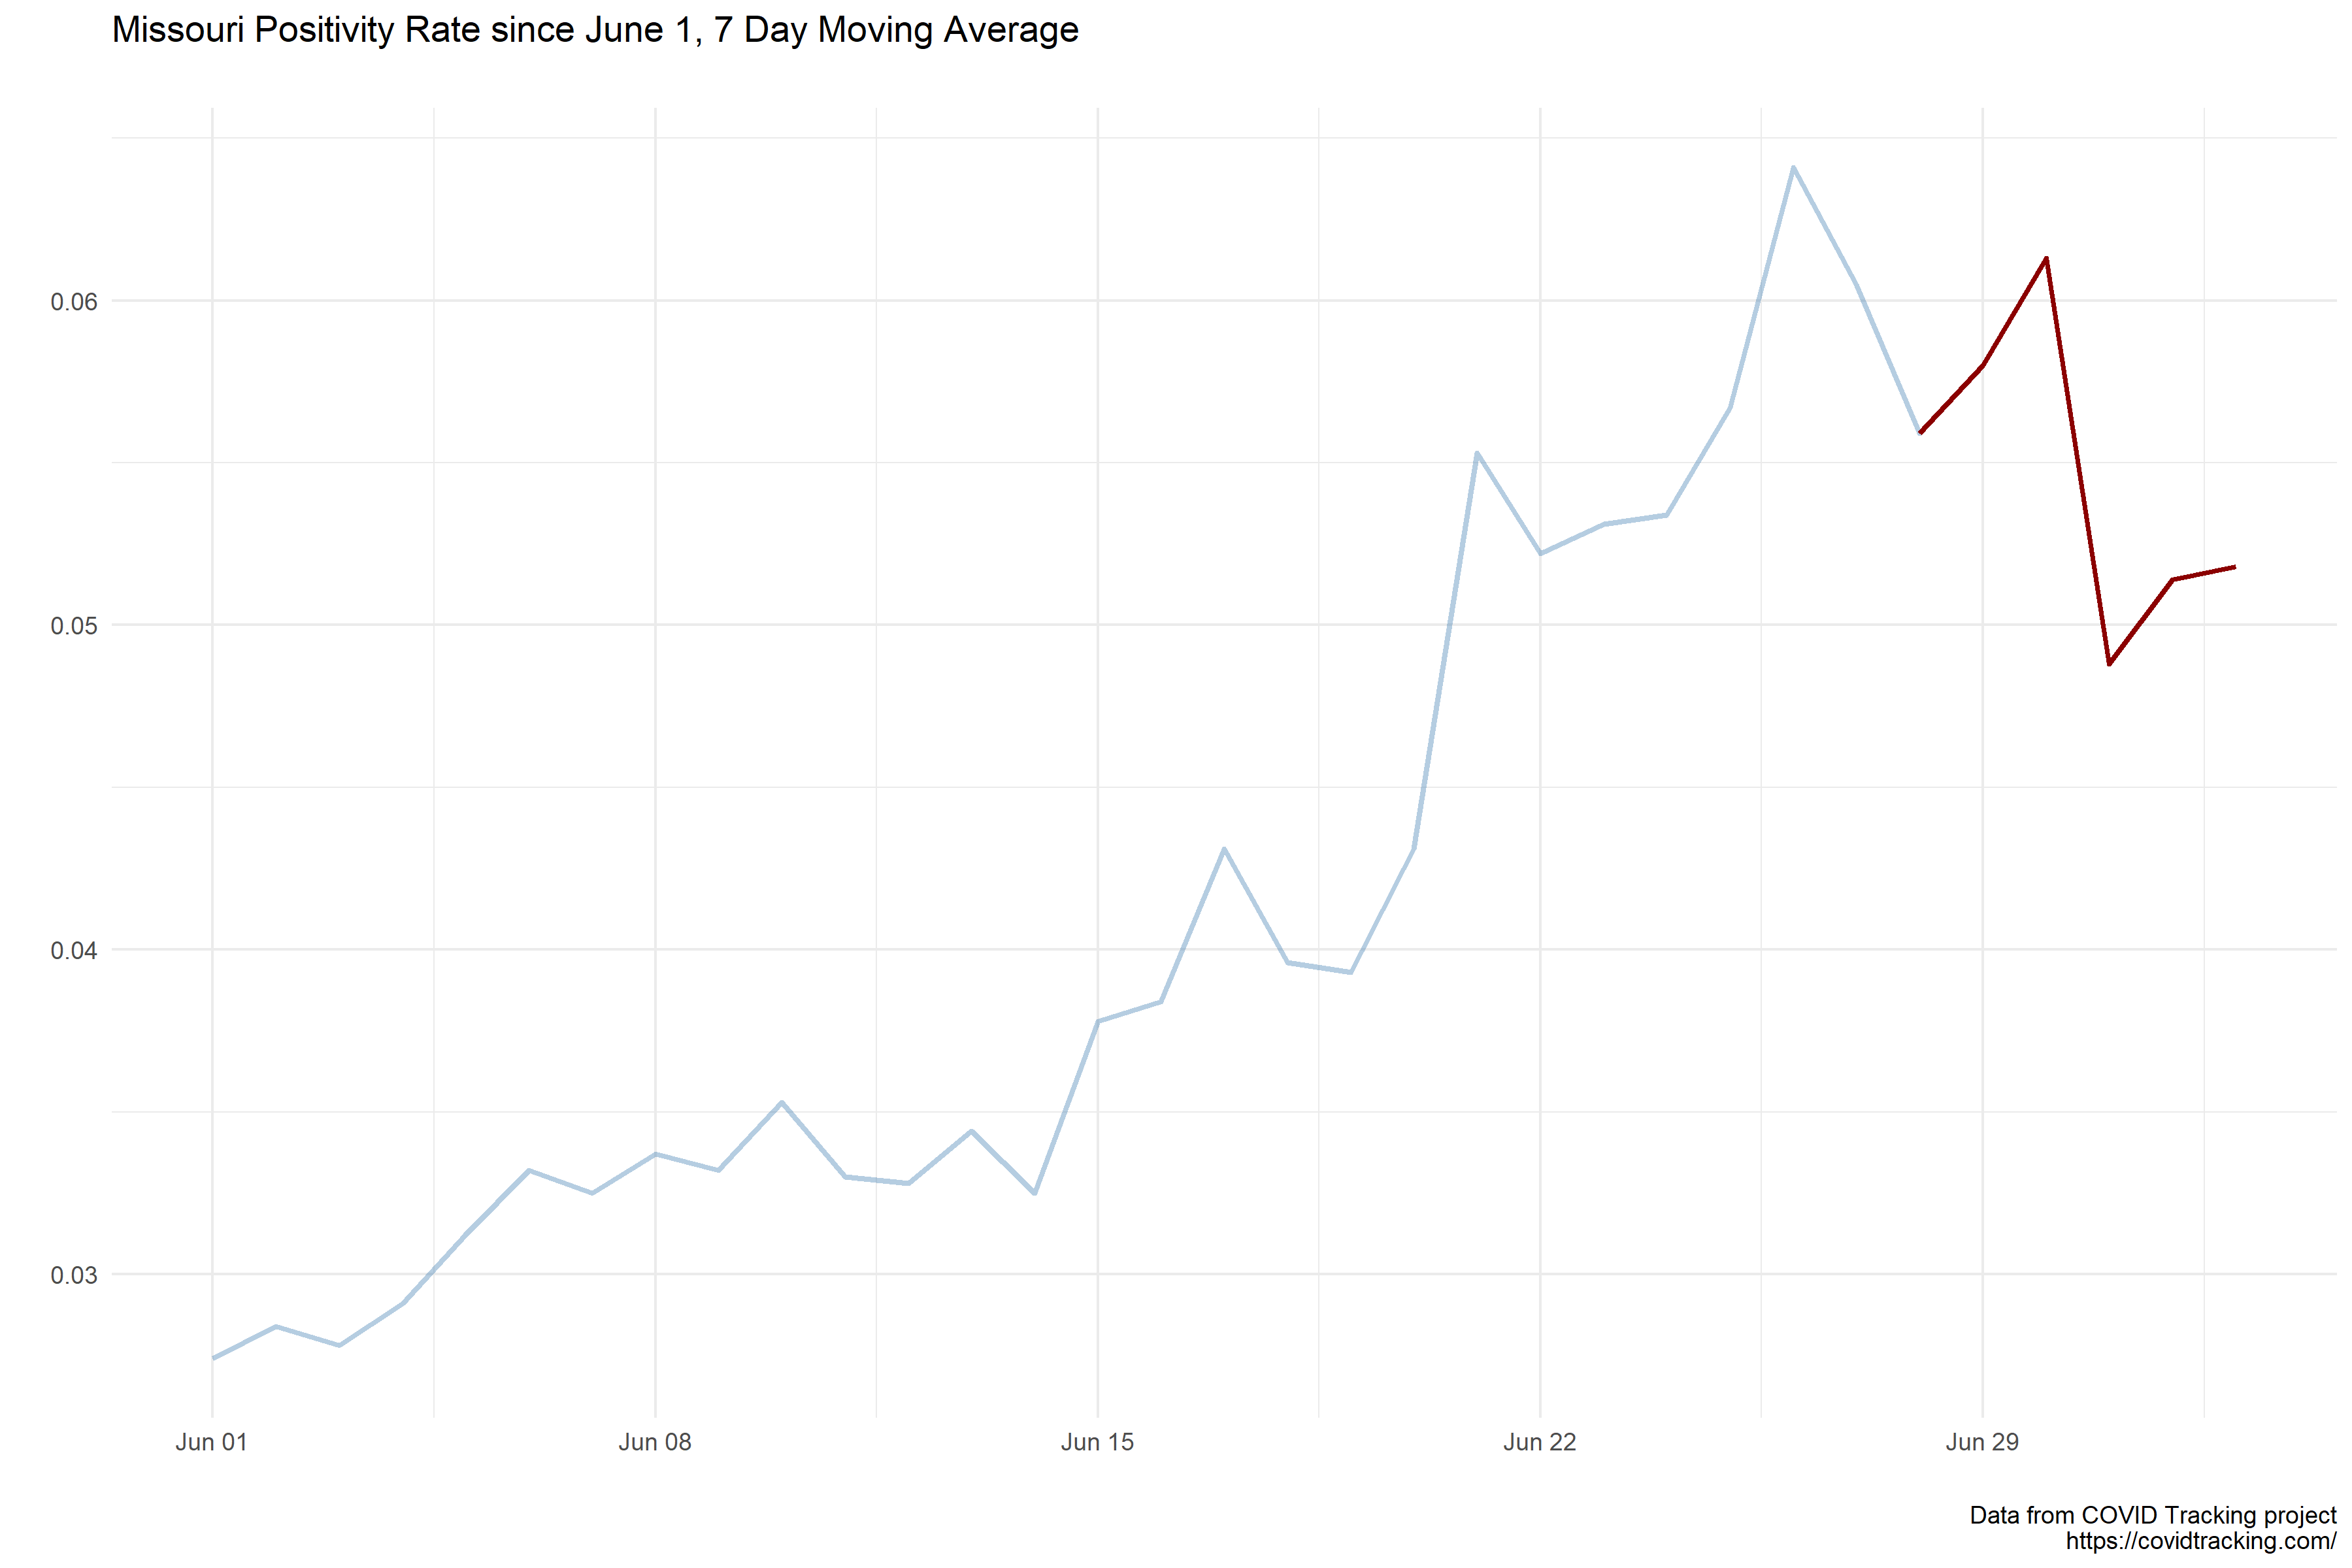 Missouri Positivity Rate since June 1, 7 Day Moving Average
0.06
0.05
0.04
0.03
Jun 01
Jun 08
Jun 15
Jun 22
Jun 29
Data from COVID Tracking project
https://covidtracking.com/